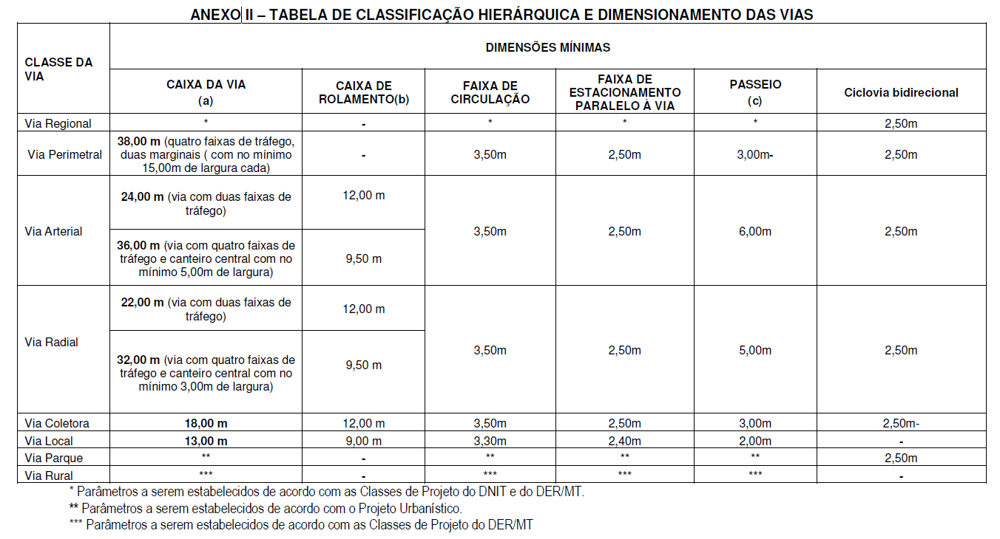 ANEXO II – TABELA DE CLASSIFICAÇÃO HIERÁRQUICA E DIMENSIONAMENTO DAS VIAS
CLASSE DA
VIA
DIMENSÕES MÍNIMAS
CAIXA DA VIA
(a)
CAIXA DE
ROLAMENTO(b)
FAIXA DE
CIRCULAÇÃO
FAIXA DE
ESTACIONAMENTO
PARALELO À VIA
PASSEIO
(c)
Ciclovia bidirecional
Via Regional
*
-
*
*
*
2,50m
Via Perimetral
38,00 m (quatro faixas de tráfego,
duas marginais ( com no mínimo
15,00m de largura cada)
-
3,50m
2,50m
3,00m-
2,50m
Via Arterial
24,00 m (via com duas faixas de
tráfego)
12,00 m
36,00 m (via com quatro faixas de
tráfego e canteiro central com no
mínimo 5,00m de largura)
9,50 m
3,50m
2,50m
6,00m
2,50m
Via Radial
22,00 m (via com duas faixas de
tráfego)
12,00 m
32,00 m (via com quatro faixas de
tráfego e canteiro central com no
mínimo 3,00m de largura)
9,50 m
3,50m
2,50m
5,00m
2,50m
Via Coletora
18,00 m
12,00 m
3,50m
2,50m
3,00m
2,50m-
Via Local
13,00 m
9,00 m
3,30m
2,40m
2,00m
-
Via Parque
**
-
**
**
**
2,50m
Via Rural
***
-
***
***
***
-
* Parâmetros a serem estabelecidos de acordo com as Classes de Projeto do DNIT e do DER/MT.
** Parâmetros a serem estabelecidos de acordo com o Projeto Urbanístico.
*** Parâmetros a serem estabelecidos de acordo com as Classes de Projeto do DER/MT